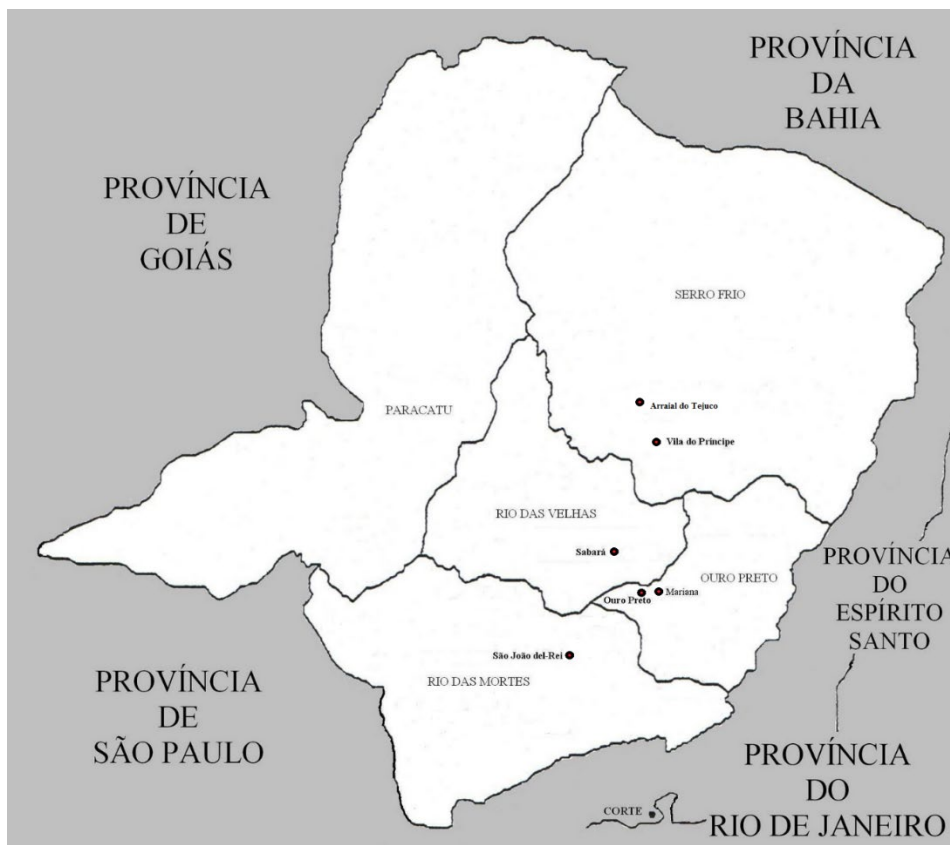 PROVÍNCIA
DA
BAHIA
PROVÍNCIA
DE
GOIÁS
SERRO FRIO
PARACATU
Arraial do Tejuco
Vila do Príncipe
RIO DAS VELHAS
Sabará
OURO PRETO
Ouro Preto
Mariana
PROVÍNCIA
DO
ESPÍRITO
SANTO
São João del-Rei
RIO DAS MORTES
PROVÍNCIA
DE
SÃO PAULO
PROVÍNCIA
DO
RIO DE JANEIRO
CORTE